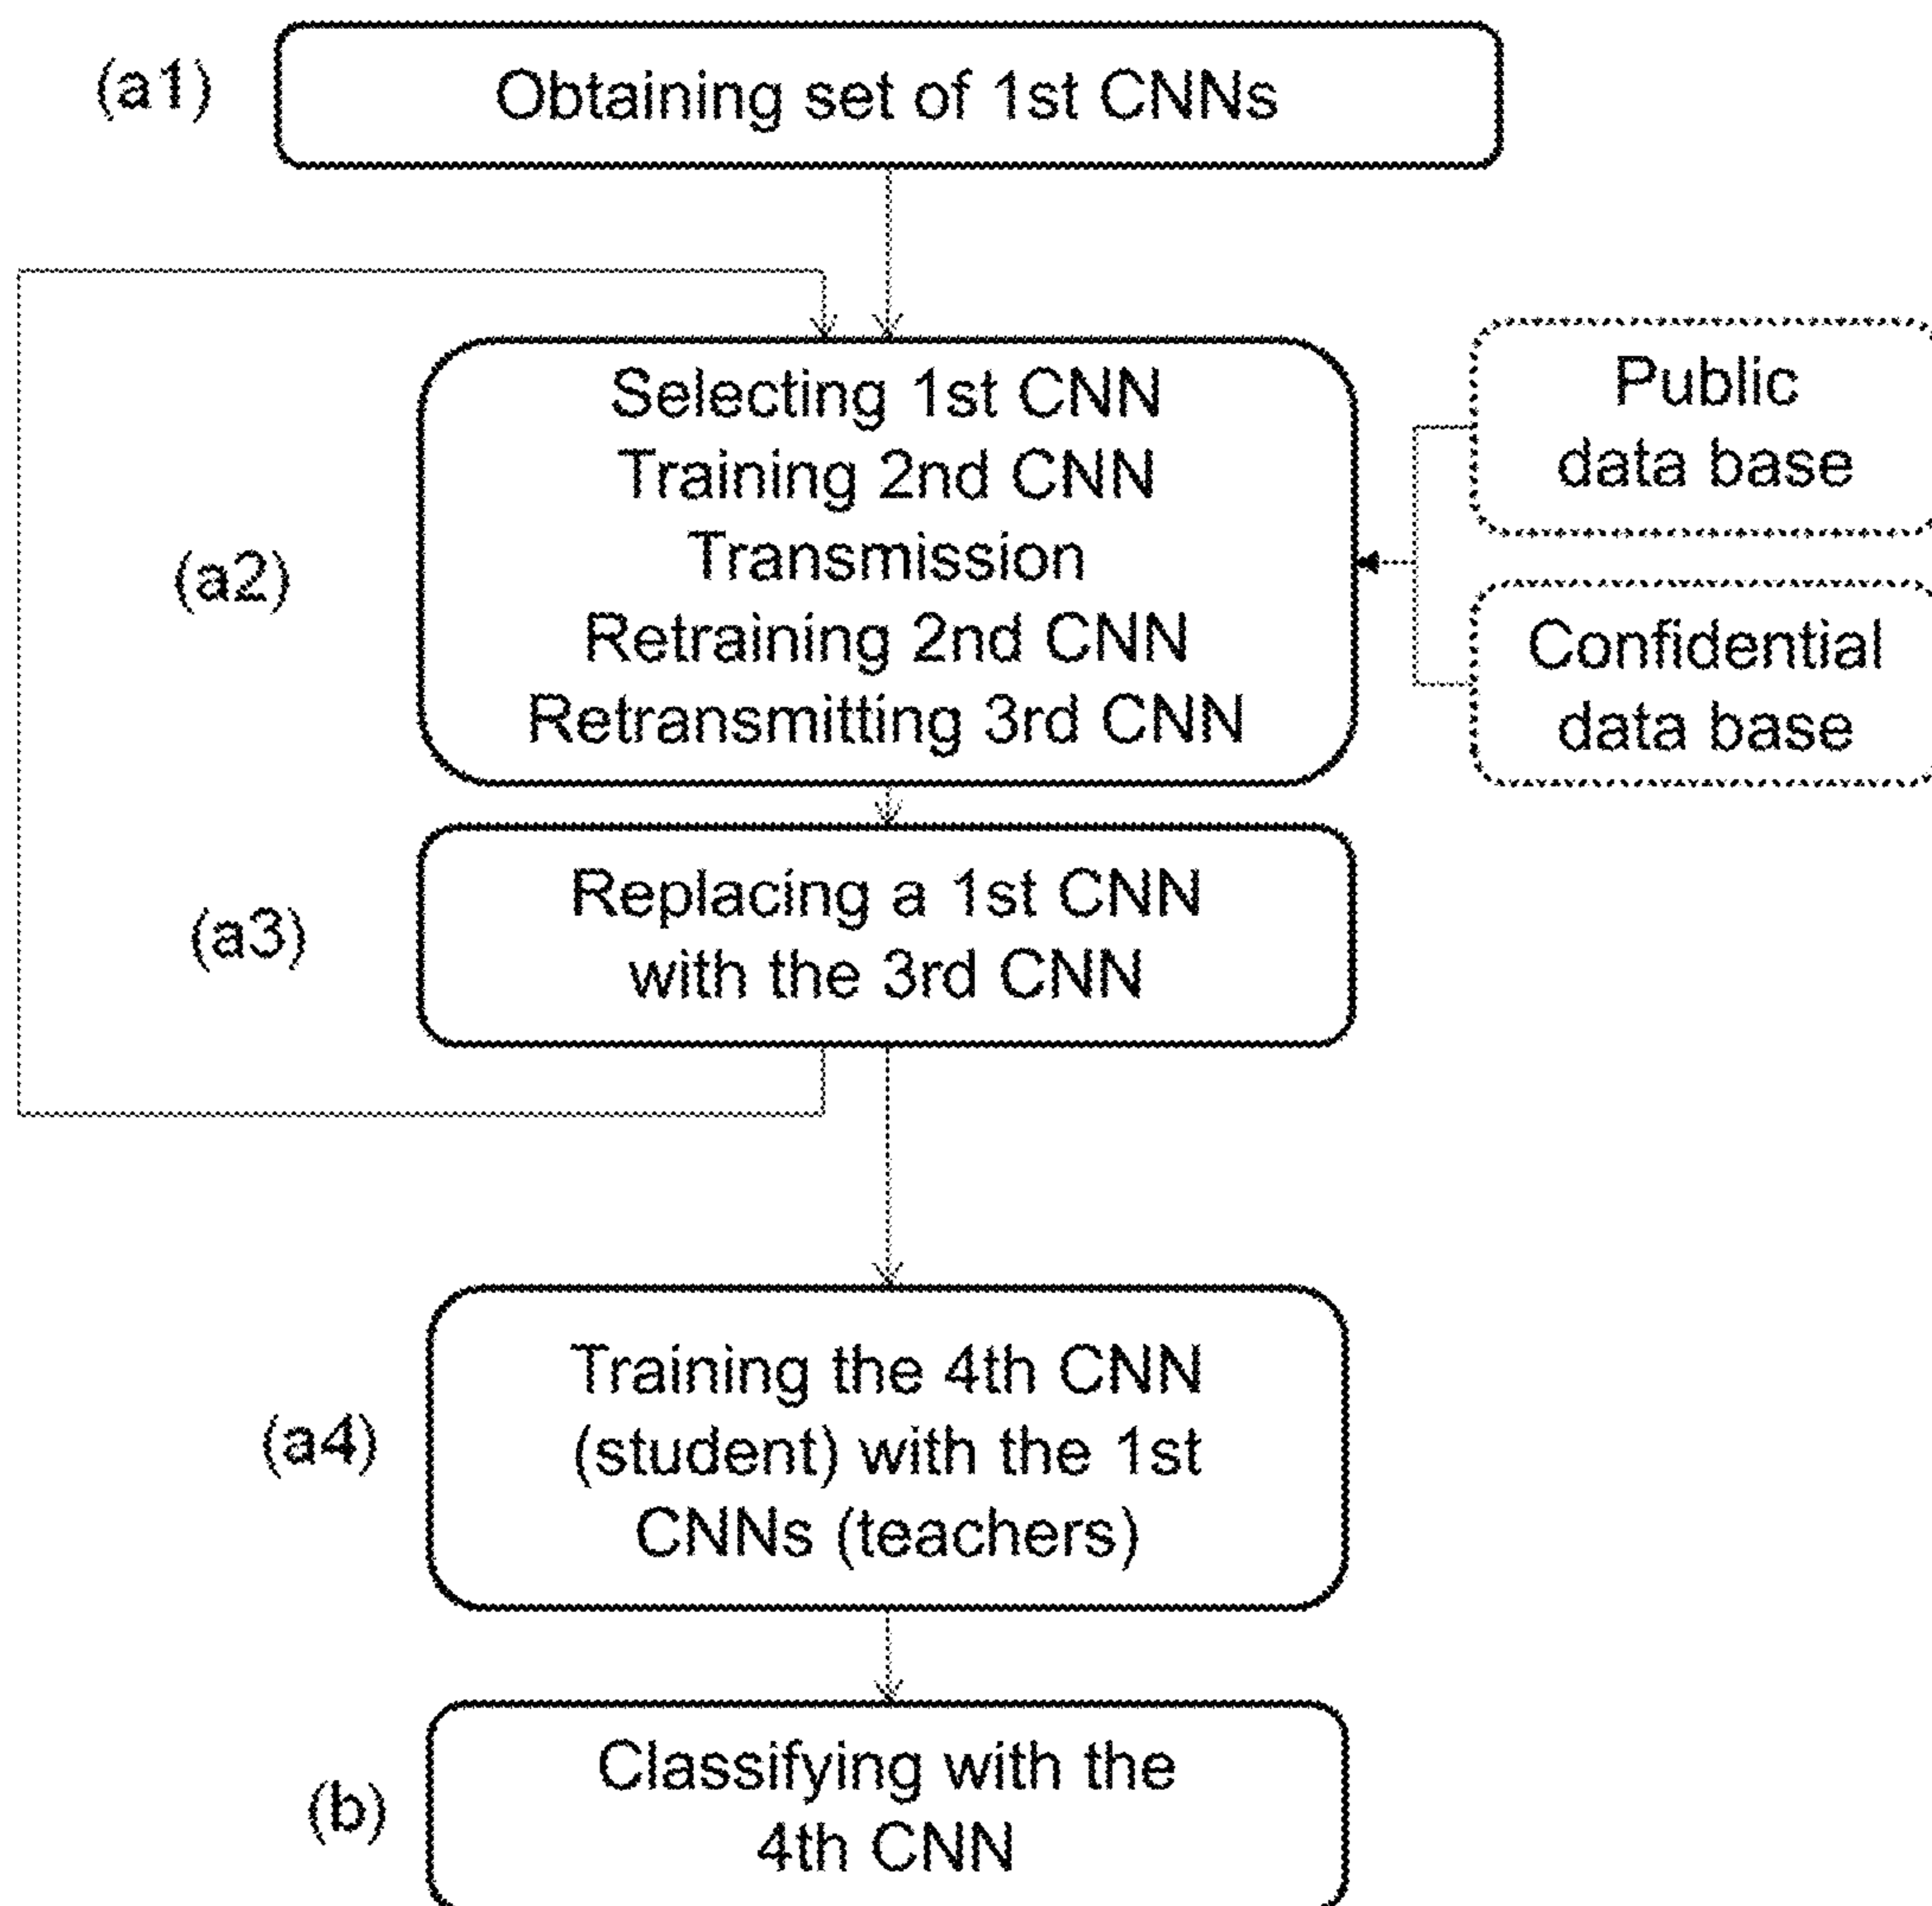 (a1)
Obtaining set of 1st CNNs
(a2)
Selecting 1st CNN
Training 2nd CNN
Transmission
Retraining 2nd CNN
Retransmitting 3rd CNN
Public
data base
Confidential
data base
(a3)
Replacing a 1st CNN
with the 3rd CNN
(a4)
Training the 4th CNN
(student) with the 1st
CNNs (teachers)
(b)
Classifying with the
4th CNN